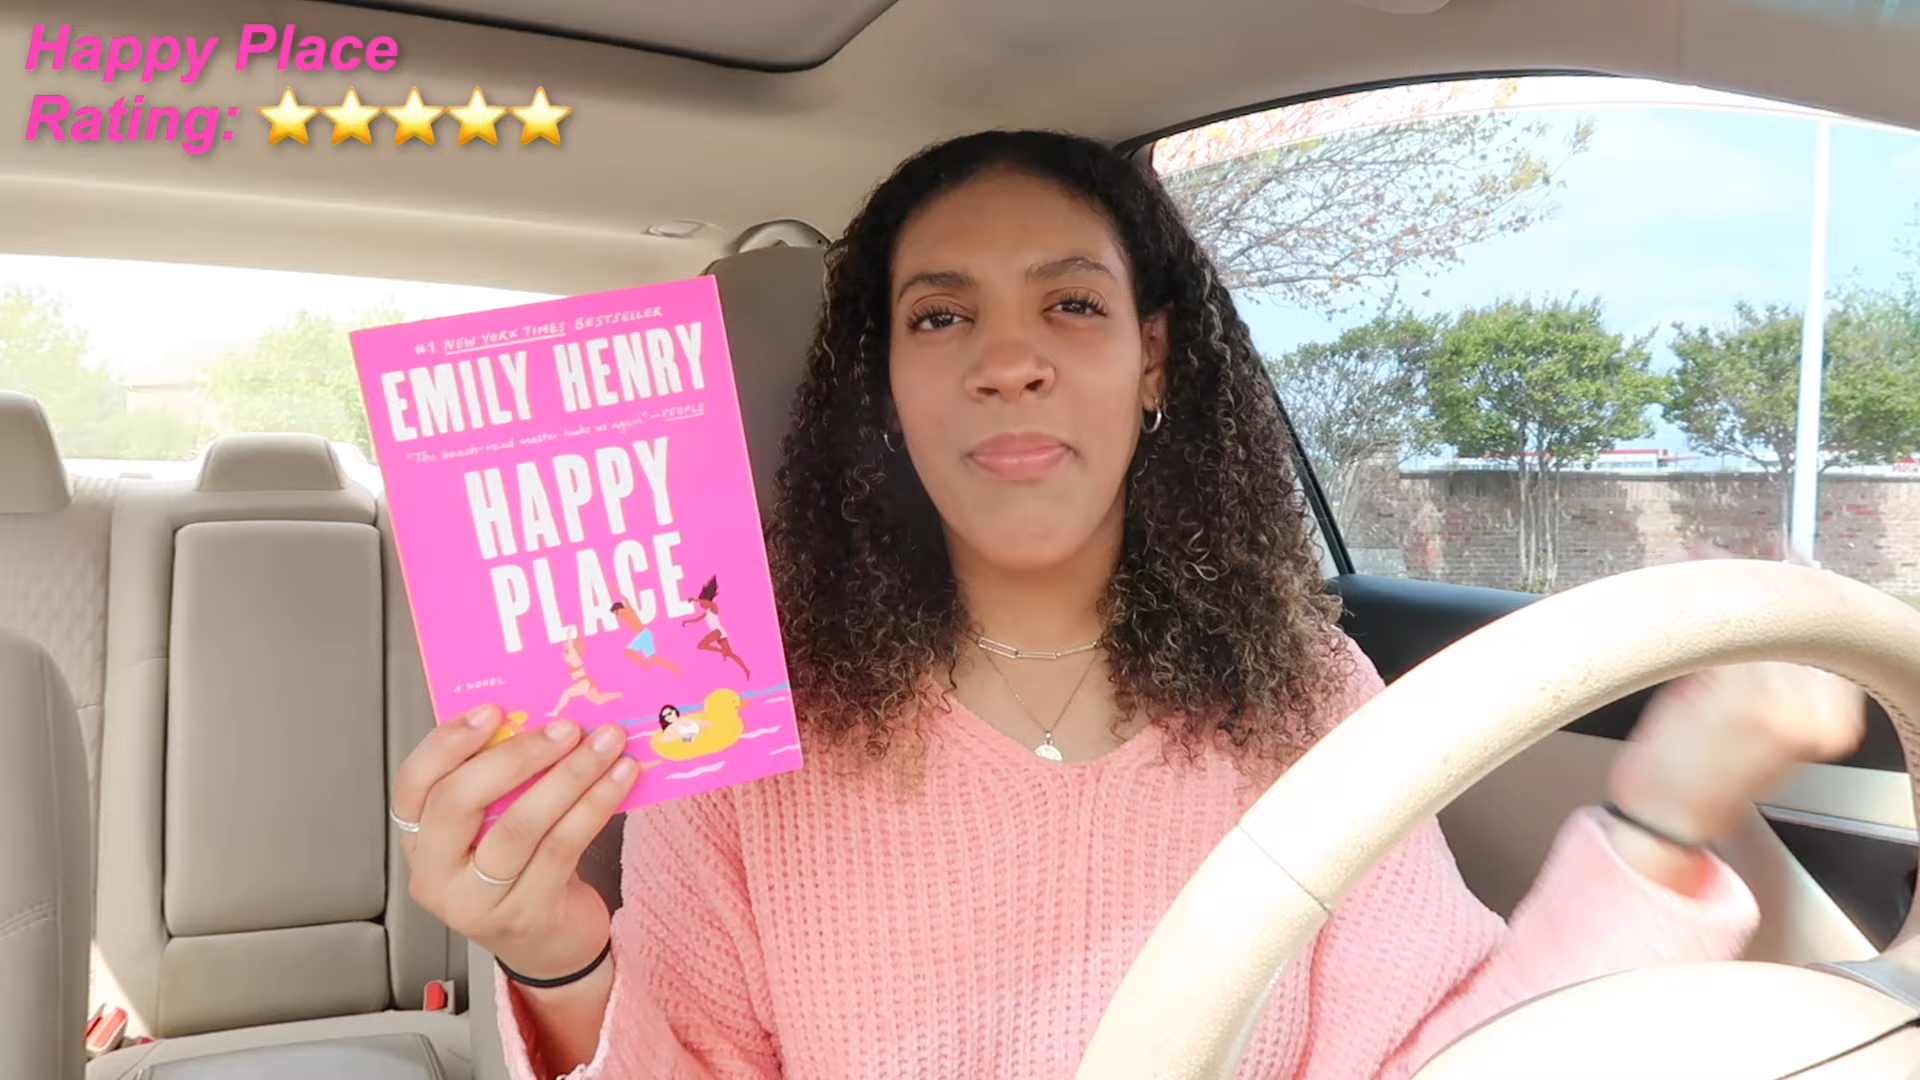 Happy Place
Rating: ⭐⭐⭐⭐⭐
#1 NEW YORK TIMES BESTSELLER
EMILY HENRY
"The beach-read master hooks us again" —PEOPLE
HAPPY
PLACE
A NOVEL